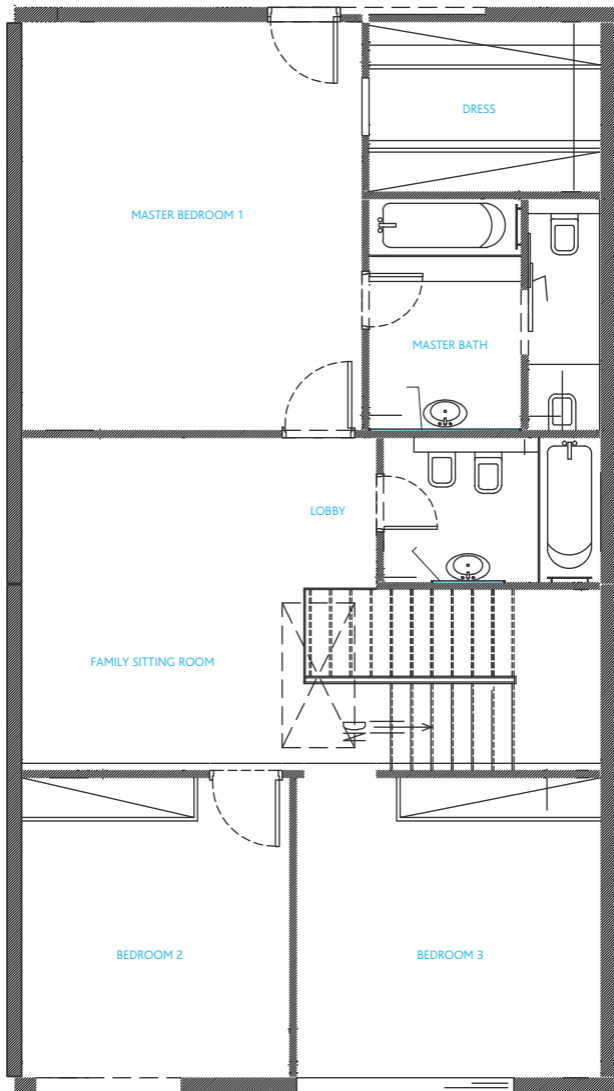 DRESS
MASTER BEDROOM 1
MASTER BATH
LOBBY
FAMILY SITTING ROOM
BEDROOM 2
BEDROOM 3